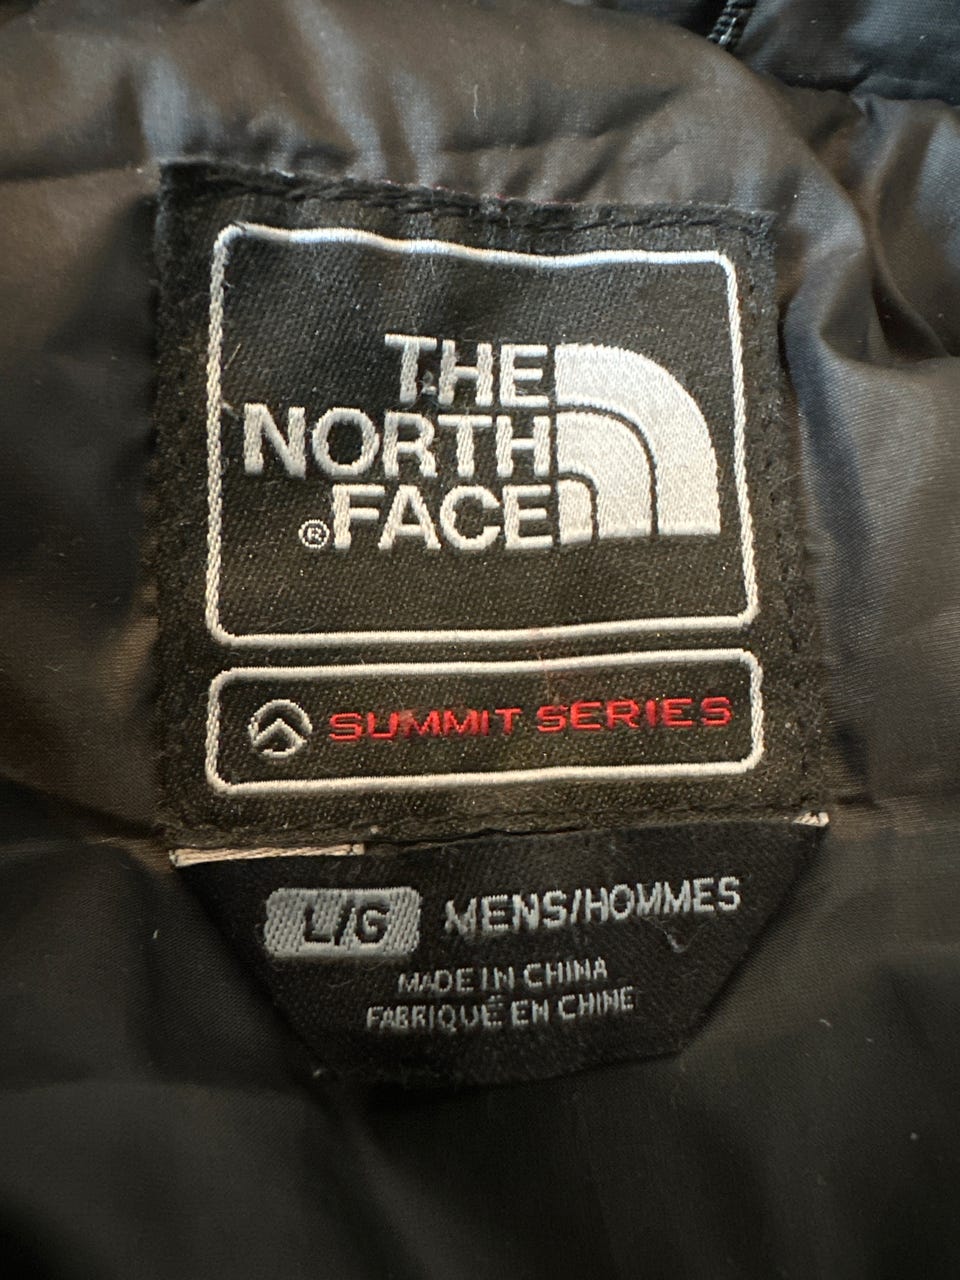 THE
NORTH
®FACE
SUMMIT SERIES
L/G MENS/HOMMES
MADE IN CHINA
FABRIQUÉ EN CHINE